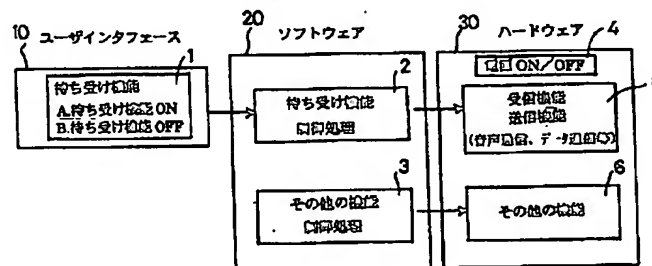 10 ユーザインタフェース
1
待ち受け機能
A.待ち受け機能ON
B.待ち受け機能OFF
20 ソフトウェア
2
待ち受け機能
制御処理
3
その他の機能
制御処理
30 ハードウェア
4
電源ON/OFF
受信機能
送信機能
(音声通信、データ通信等)
6
その他の機能